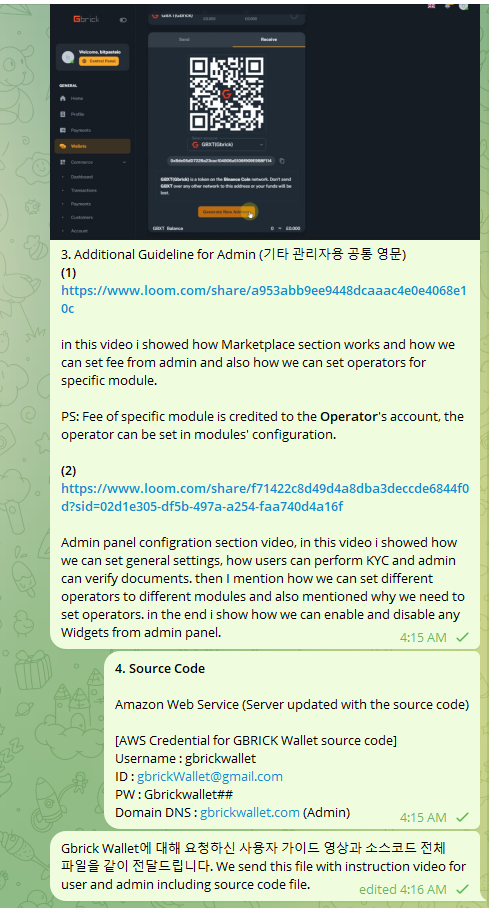 Gbrick
Gbrick
Send
Receive
Welcome, bitpastelo
Control Panel
GENERAL
Home
Profile
Payments
Wallets
Commerce
Dashboard
Transactions
Payments
Customers
Account
GBXT(Gbrick)
GBXT(Gbrick) is a token on the Binance Coin network. Don't send
GBXT over any other network to this address or your funds will be
lost.
Generate New Address
GBXT Balance
0 ≈ £0.000
3. Additional Guideline for Admin (기타 관리자용 공통 영문)
(1)
https://www.loom.com/share/a953abb9ee9448dcaaac4e0e4068e1
0c
in this video i showed how Marketplace section works and how we
can set fee from admin and also how we can set operators for
specific module.
PS: Fee of specific module is credited to the Operator's account, the
operator can be set in modules' configuration.
(2)
https://www.loom.com/share/f71422c8d49d4a8dba3deccde6844f0
d?sid=02d1e305-df5b-497a-a254-faa740d4a16f
Admin panel configration section video, in this video i showed how
we can set general settings, how users can perform KYC and admin
can verify documents. then I mention how we can set different
operators to different modules and also mentioned why we need to
set operators. in the end i show how we can enable and disable any
Widgets from admin panel.
4:15 AM
4. Source Code
Amazon Web Service (Server updated with the source code)
[AWS Credential for GBRICK Wallet source code]
Username : gbrickwallet
ID : gbrickWallet@gmail.com
PW : Gbrickwallet##
Domain DNS : gbrickwallet.com (Admin)
4:15 AM
Gbrick Wallet에 대해 요청하신 사용자 가이드 영상과 소스코드 전체
파일을 같이 전달드립니다. We send this file with instruction video for
user and admin including source code file.
edited 4:16 AM